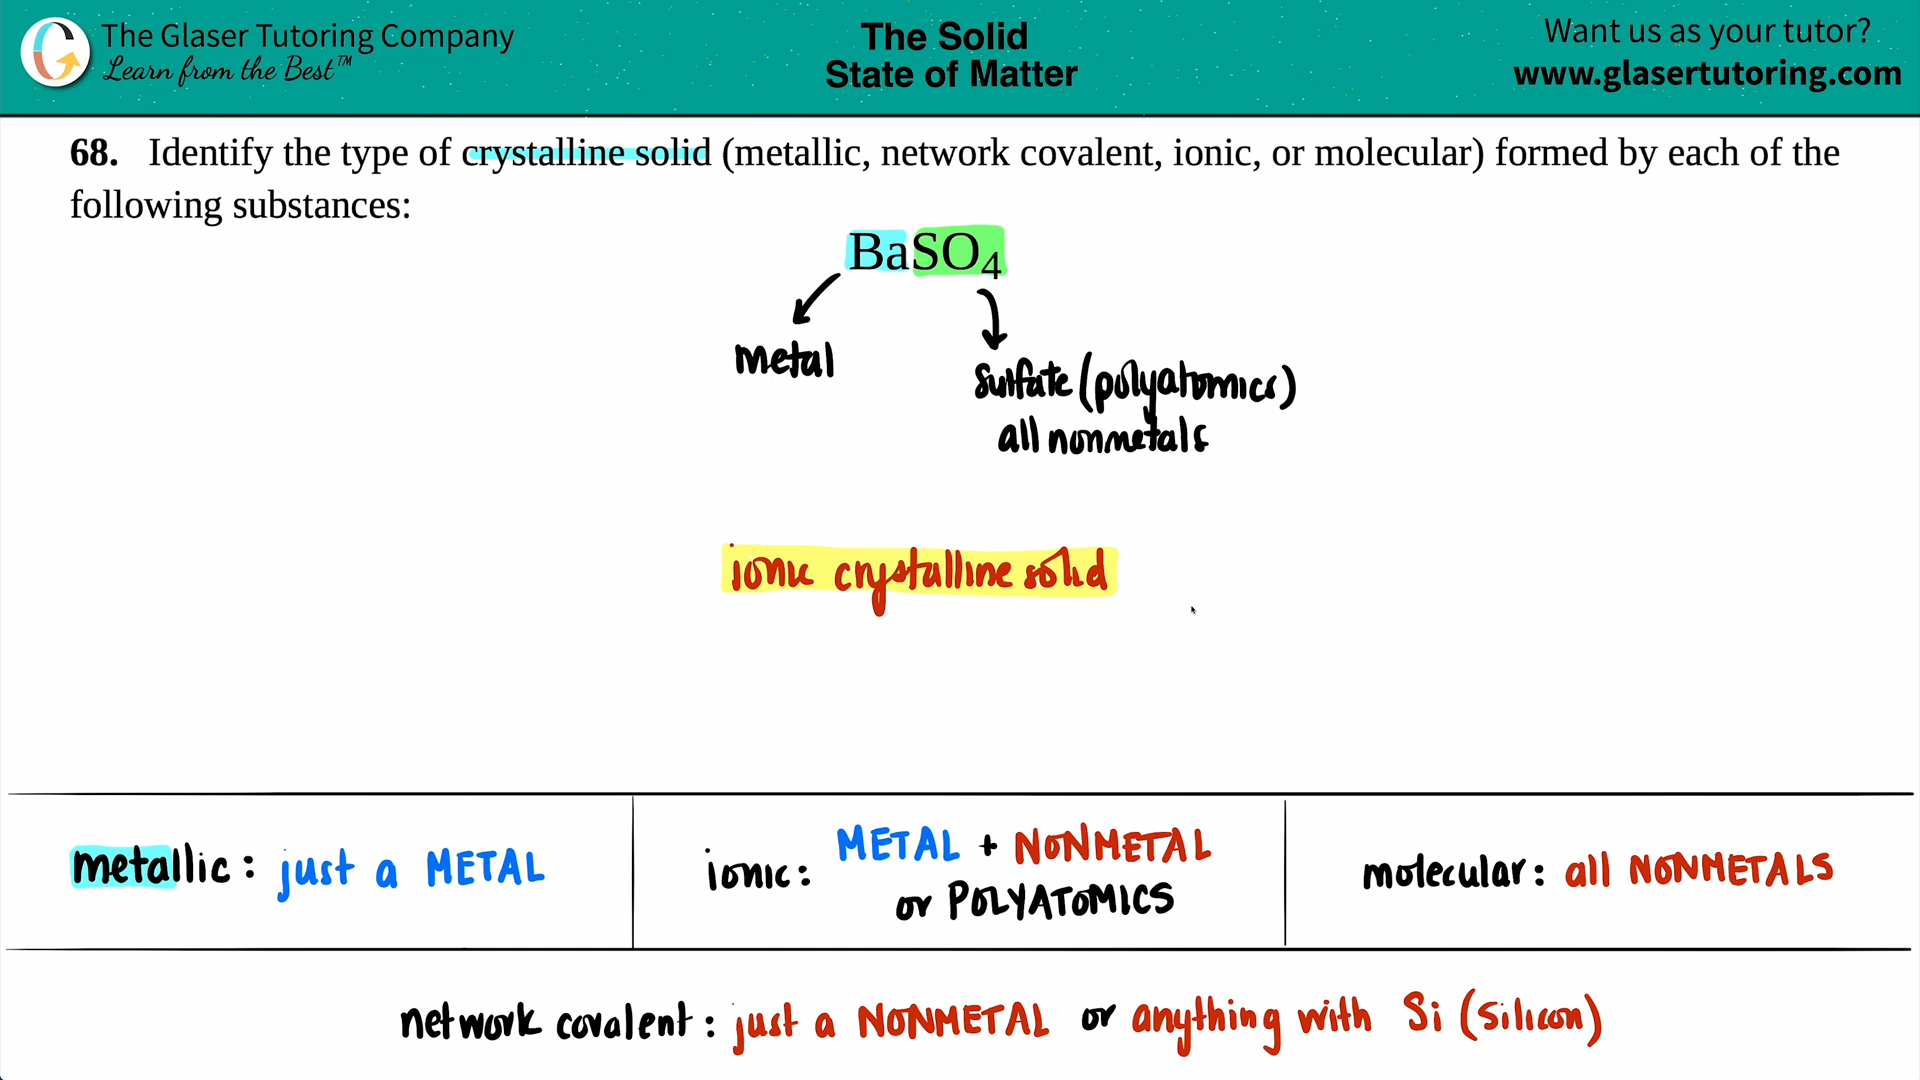 The Glaser Tutoring Company
Learn from the Best™
The Solid
State of Matter
Want us as your tutor?
www.glasertutoring.com
68. Identify the type of crystalline solid (metallic, network covalent, ionic, or molecular) formed by each of the
following substances:
BaSO₄
metal
sulfate (polyatomics)
all nonmetals
ionic crystalline solid
metallic: just a METAL
ionic: METAL + NONMETAL
or POLYATOMICS
molecular: all NONMETALS
network covalent: just a NONMETAL or anything with Si (Silicon)